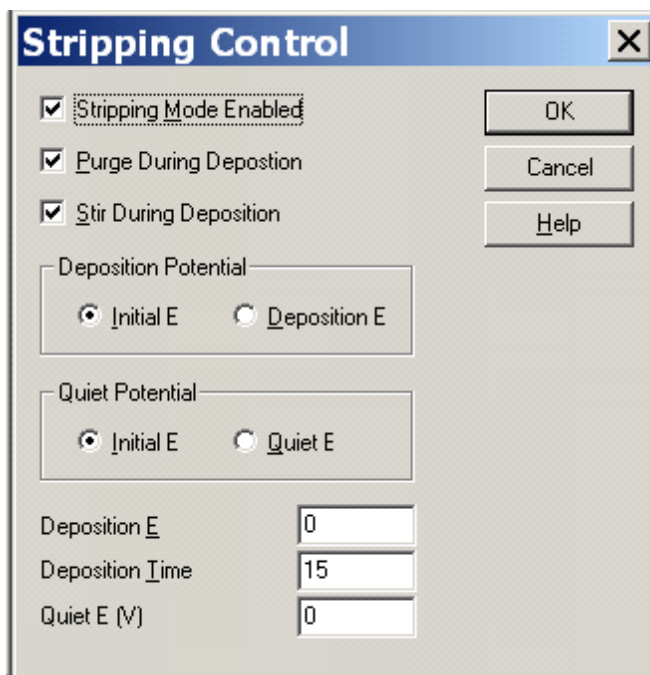 Stripping Control
Stripping Mode Enabled
OK
Purge During Depostion
Cancel
Stir During Deposition
Help
Deposition Potential
Initial E
Deposition E
Quiet Potential
Initial E
Quiet E
Deposition E
0
Deposition Time
15
Quiet E (V)
0